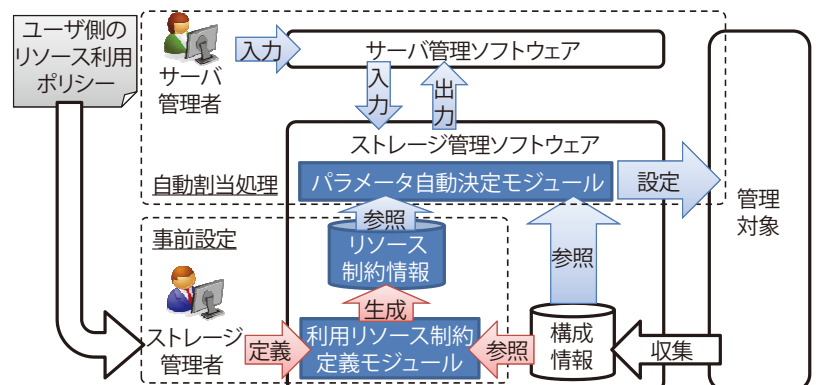 ユーザ側の
リソース利用
ポリシー
サーバ
管理者
入力
サーバ管理ソフトウェア
入力
出力
ストレージ管理ソフトウェア
自動割当処理
パラメータ自動決定モジュール
設定
管理
対象
事前設定
参照
リソース
制約情報
参照
生成
ストレージ
管理者
定義
利用リソース制約
定義モジュール
参照
構成
情報
収集